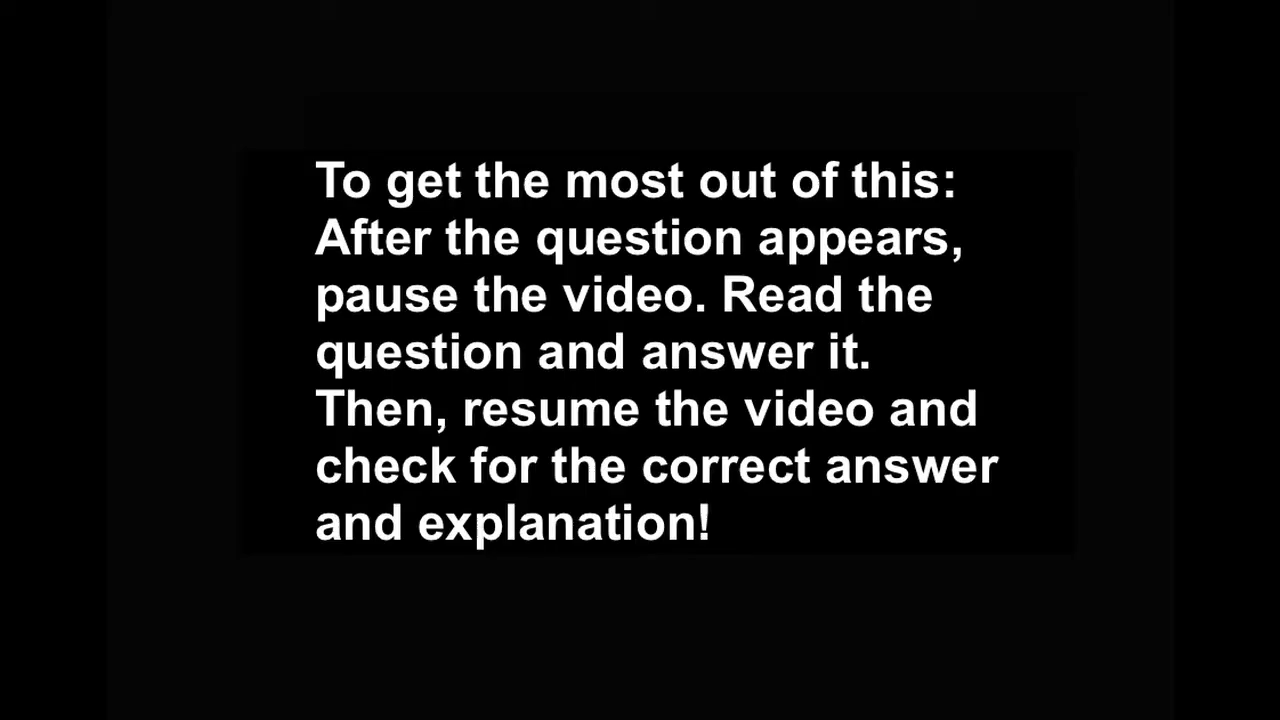 To get the most out of this:
After the question appears,
pause the video. Read the
question and answer it.
Then, resume the video and
check for the correct answer
and explanation!